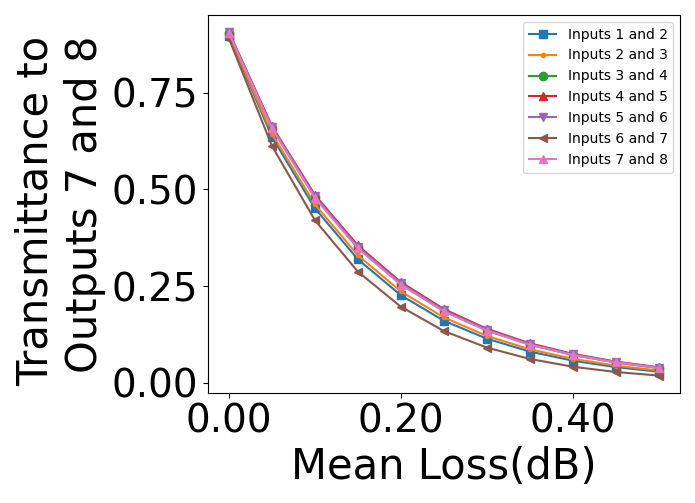 Transmittance to
Outputs 7 and 8
0.75
0.50
0.25
0.00
0.00 0.20 0.40
Mean Loss(dB)
Inputs 1 and 2
Inputs 2 and 3
Inputs 3 and 4
Inputs 4 and 5
Inputs 5 and 6
Inputs 6 and 7
Inputs 7 and 8